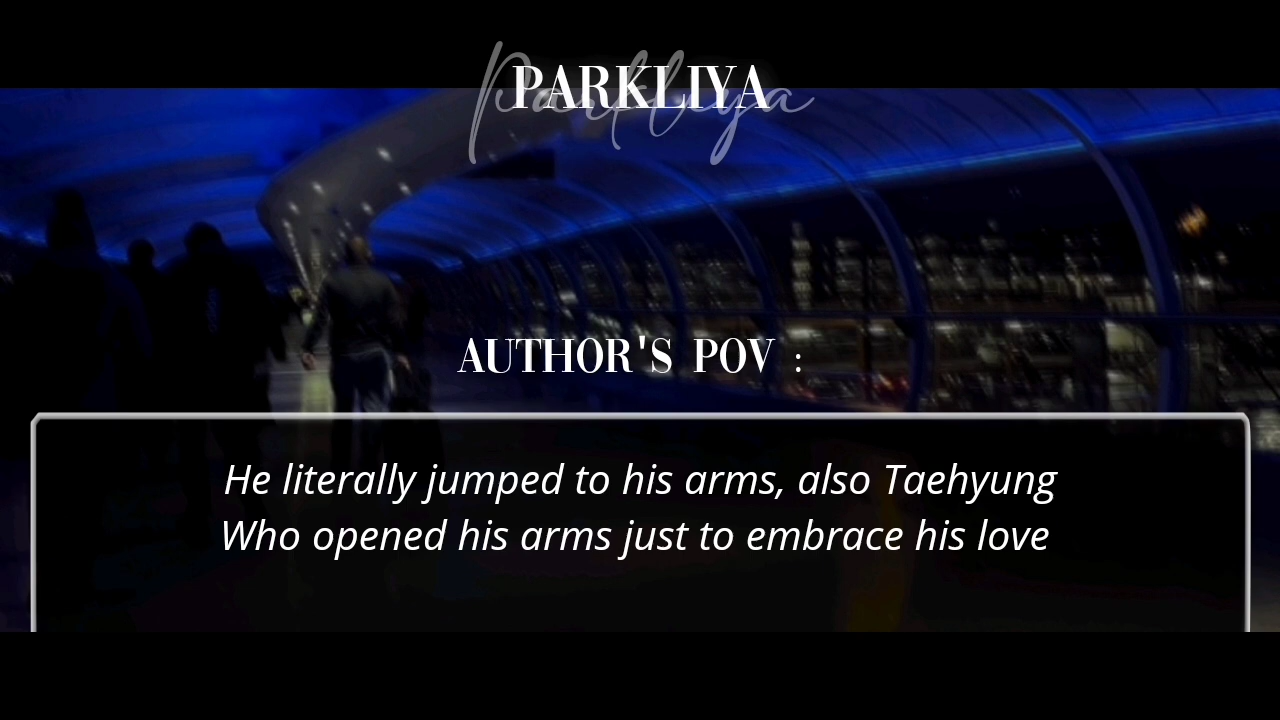 PARKLIYA
Parkliya
AUTHOR'S POV :
He literally jumped to his arms, also Taehyung
Who opened his arms just to embrace his love